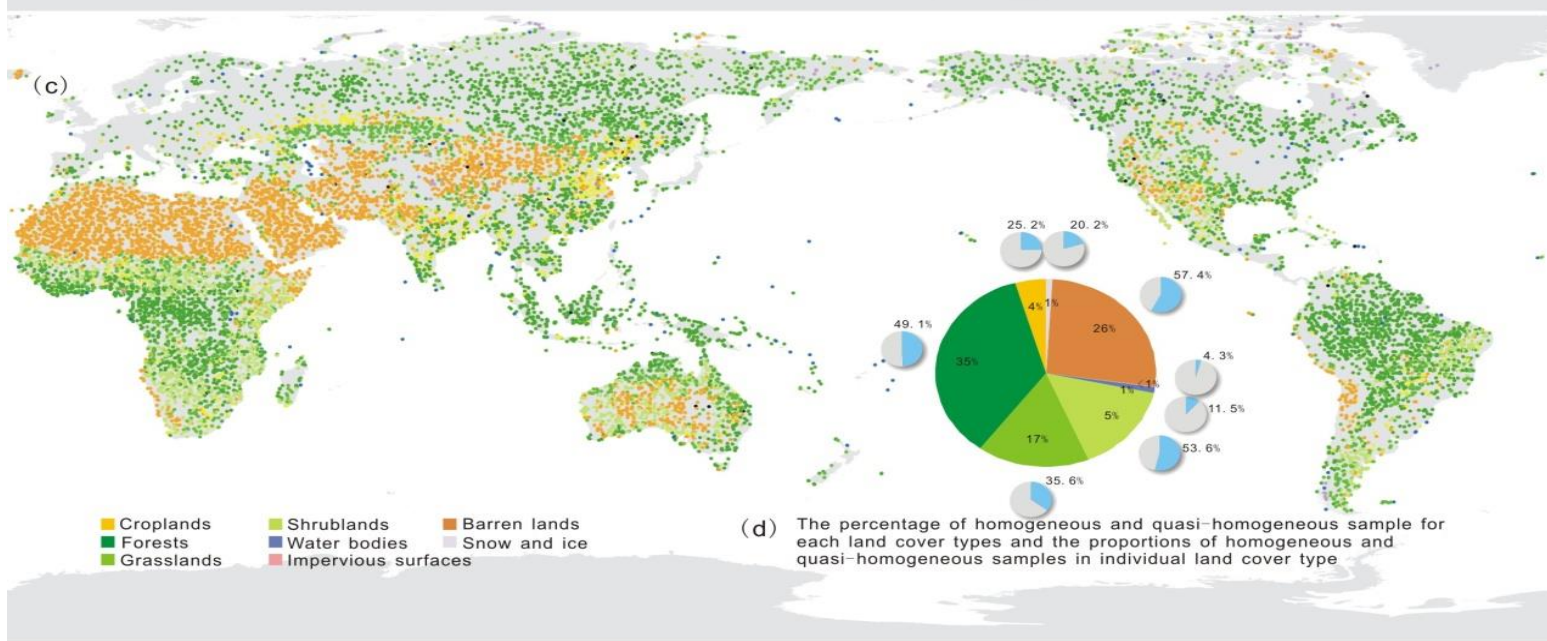 (c)
25.2%
20.2%
57.4%
4%
1%
26%
49.1%
35%
4.3%
<1%
1%
11.5%
5%
53.6%
17%
35.6%
Croplands
Shrublands
Barren lands
Forests
Water bodies
Snow and ice
Grasslands
Impervious surfaces
(d) The percentage of homogeneous and quasi-homogeneous sample for
each land cover types and the proportions of homogeneous and
quasi-homogeneous samples in individual land cover type